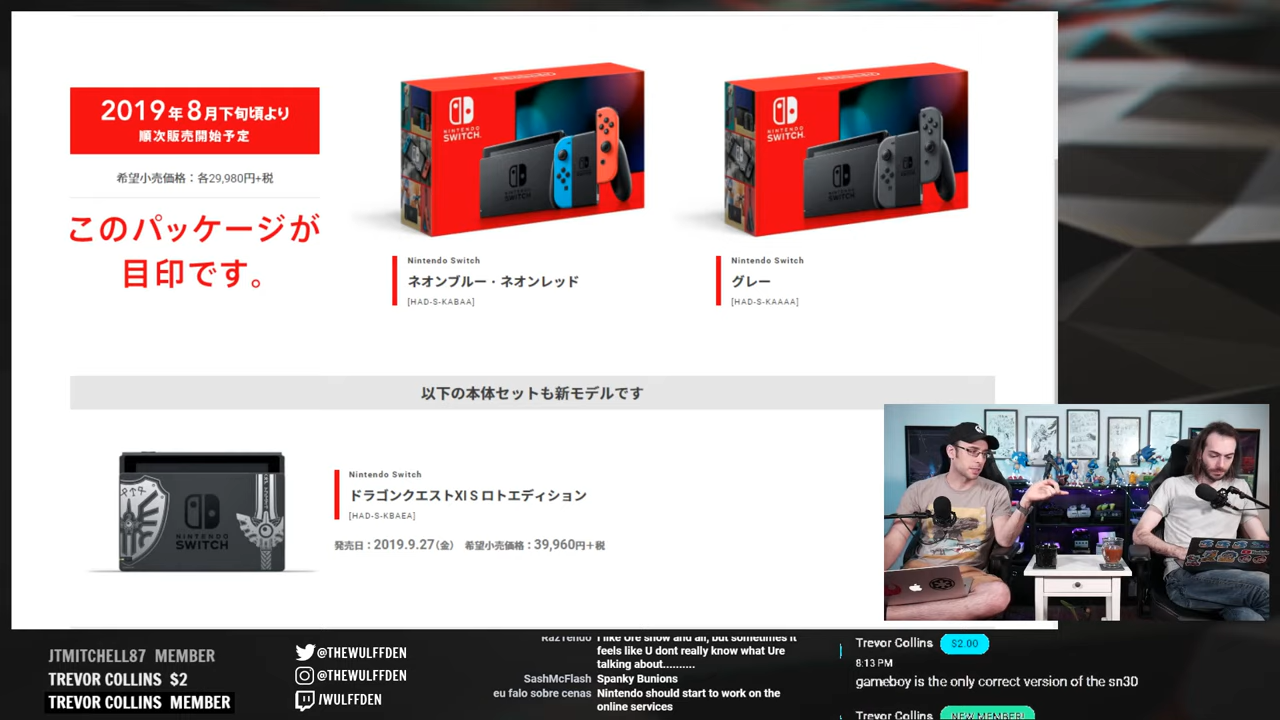 2019年8月下旬頃より
順次販売開始予定
希望小売価格：各29,980円+税
このパッケージが
目印です。
NINTENDO
SWITCH.
NINTENDO
SWITCH.
Nintendo Switch
ネオンブルー・ネオンレッド
[HAD-S-KABAA]
Nintendo Switch
グレー
[HAD-S-KAAAA]
以下の本体セットも新モデルです
NINTENDO
SWITCH
Nintendo Switch
ドラゴンクエストXI S ロトエディション
[HAD-S-KBAEA]
発売日：2019.9.27(金) 希望小売価格：39,960円+税
JTMITCHELL87 MEMBER
TREVOR COLLINS $2
TREVOR COLLINS MEMBER
@THEWULFFDEN
@THEWULFFDEN
/WULFFDEN
RazTendo I like Ure show and all, but sometimes it
feels like U dont really know what Ure
talking about..........
SashMcFlash Spanky Bunions
eu falo sobre cenas Nintendo should start to work on the
online services
Trevor Collins $2.00
8:13 PM
gameboy is the only correct version of the sn3D
Trevor Collins NEW MEMBER!